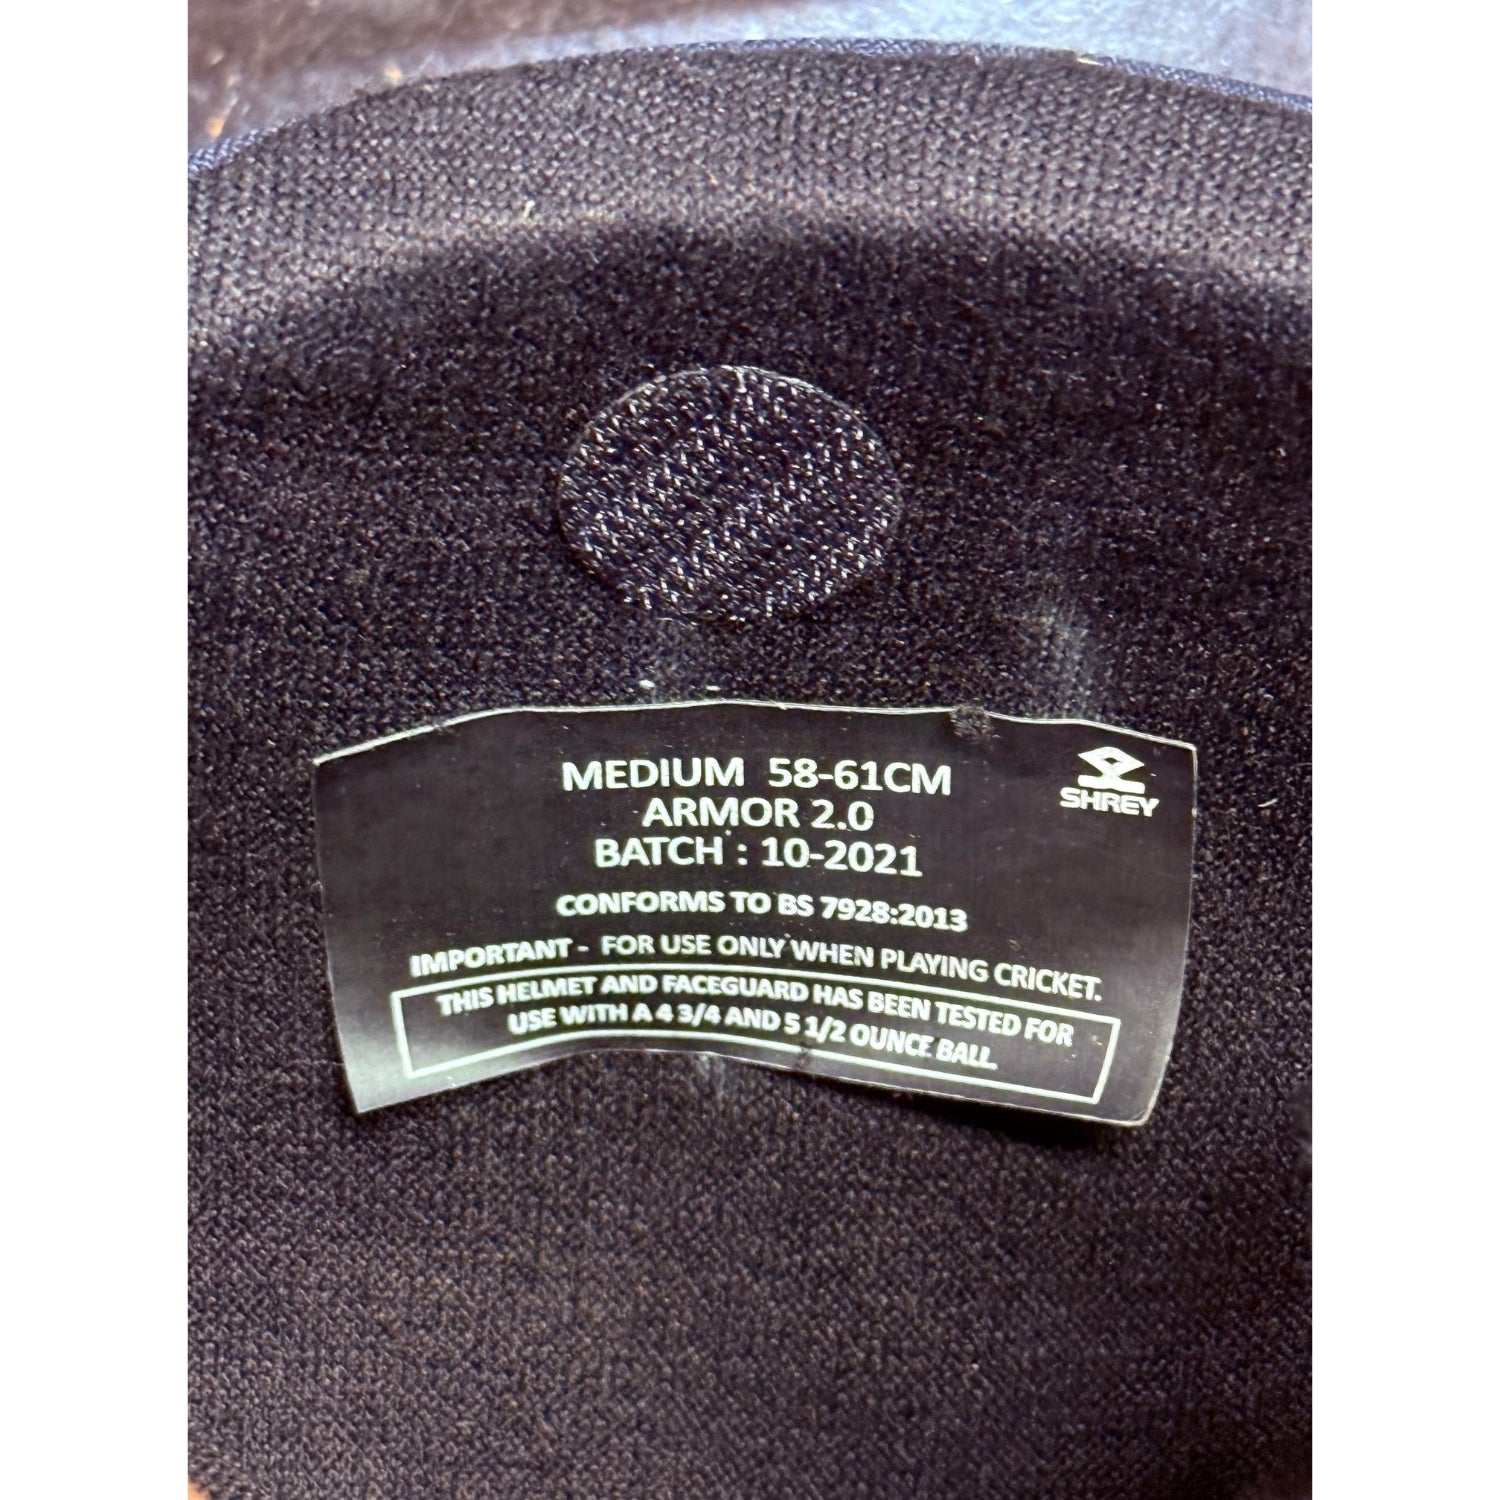 MEDIUM 58-61CM
SHREY
ARMOR 2.0
BATCH : 10-2021
CONFORMS TO BS 7928:2013
IMPORTANT - FOR USE ONLY WHEN PLAYING CRICKET.
THIS HELMET AND FACEGUARD HAS BEEN TESTED FOR
USE WITH A 4 3/4 AND 5 1/2 OUNCE BALL.